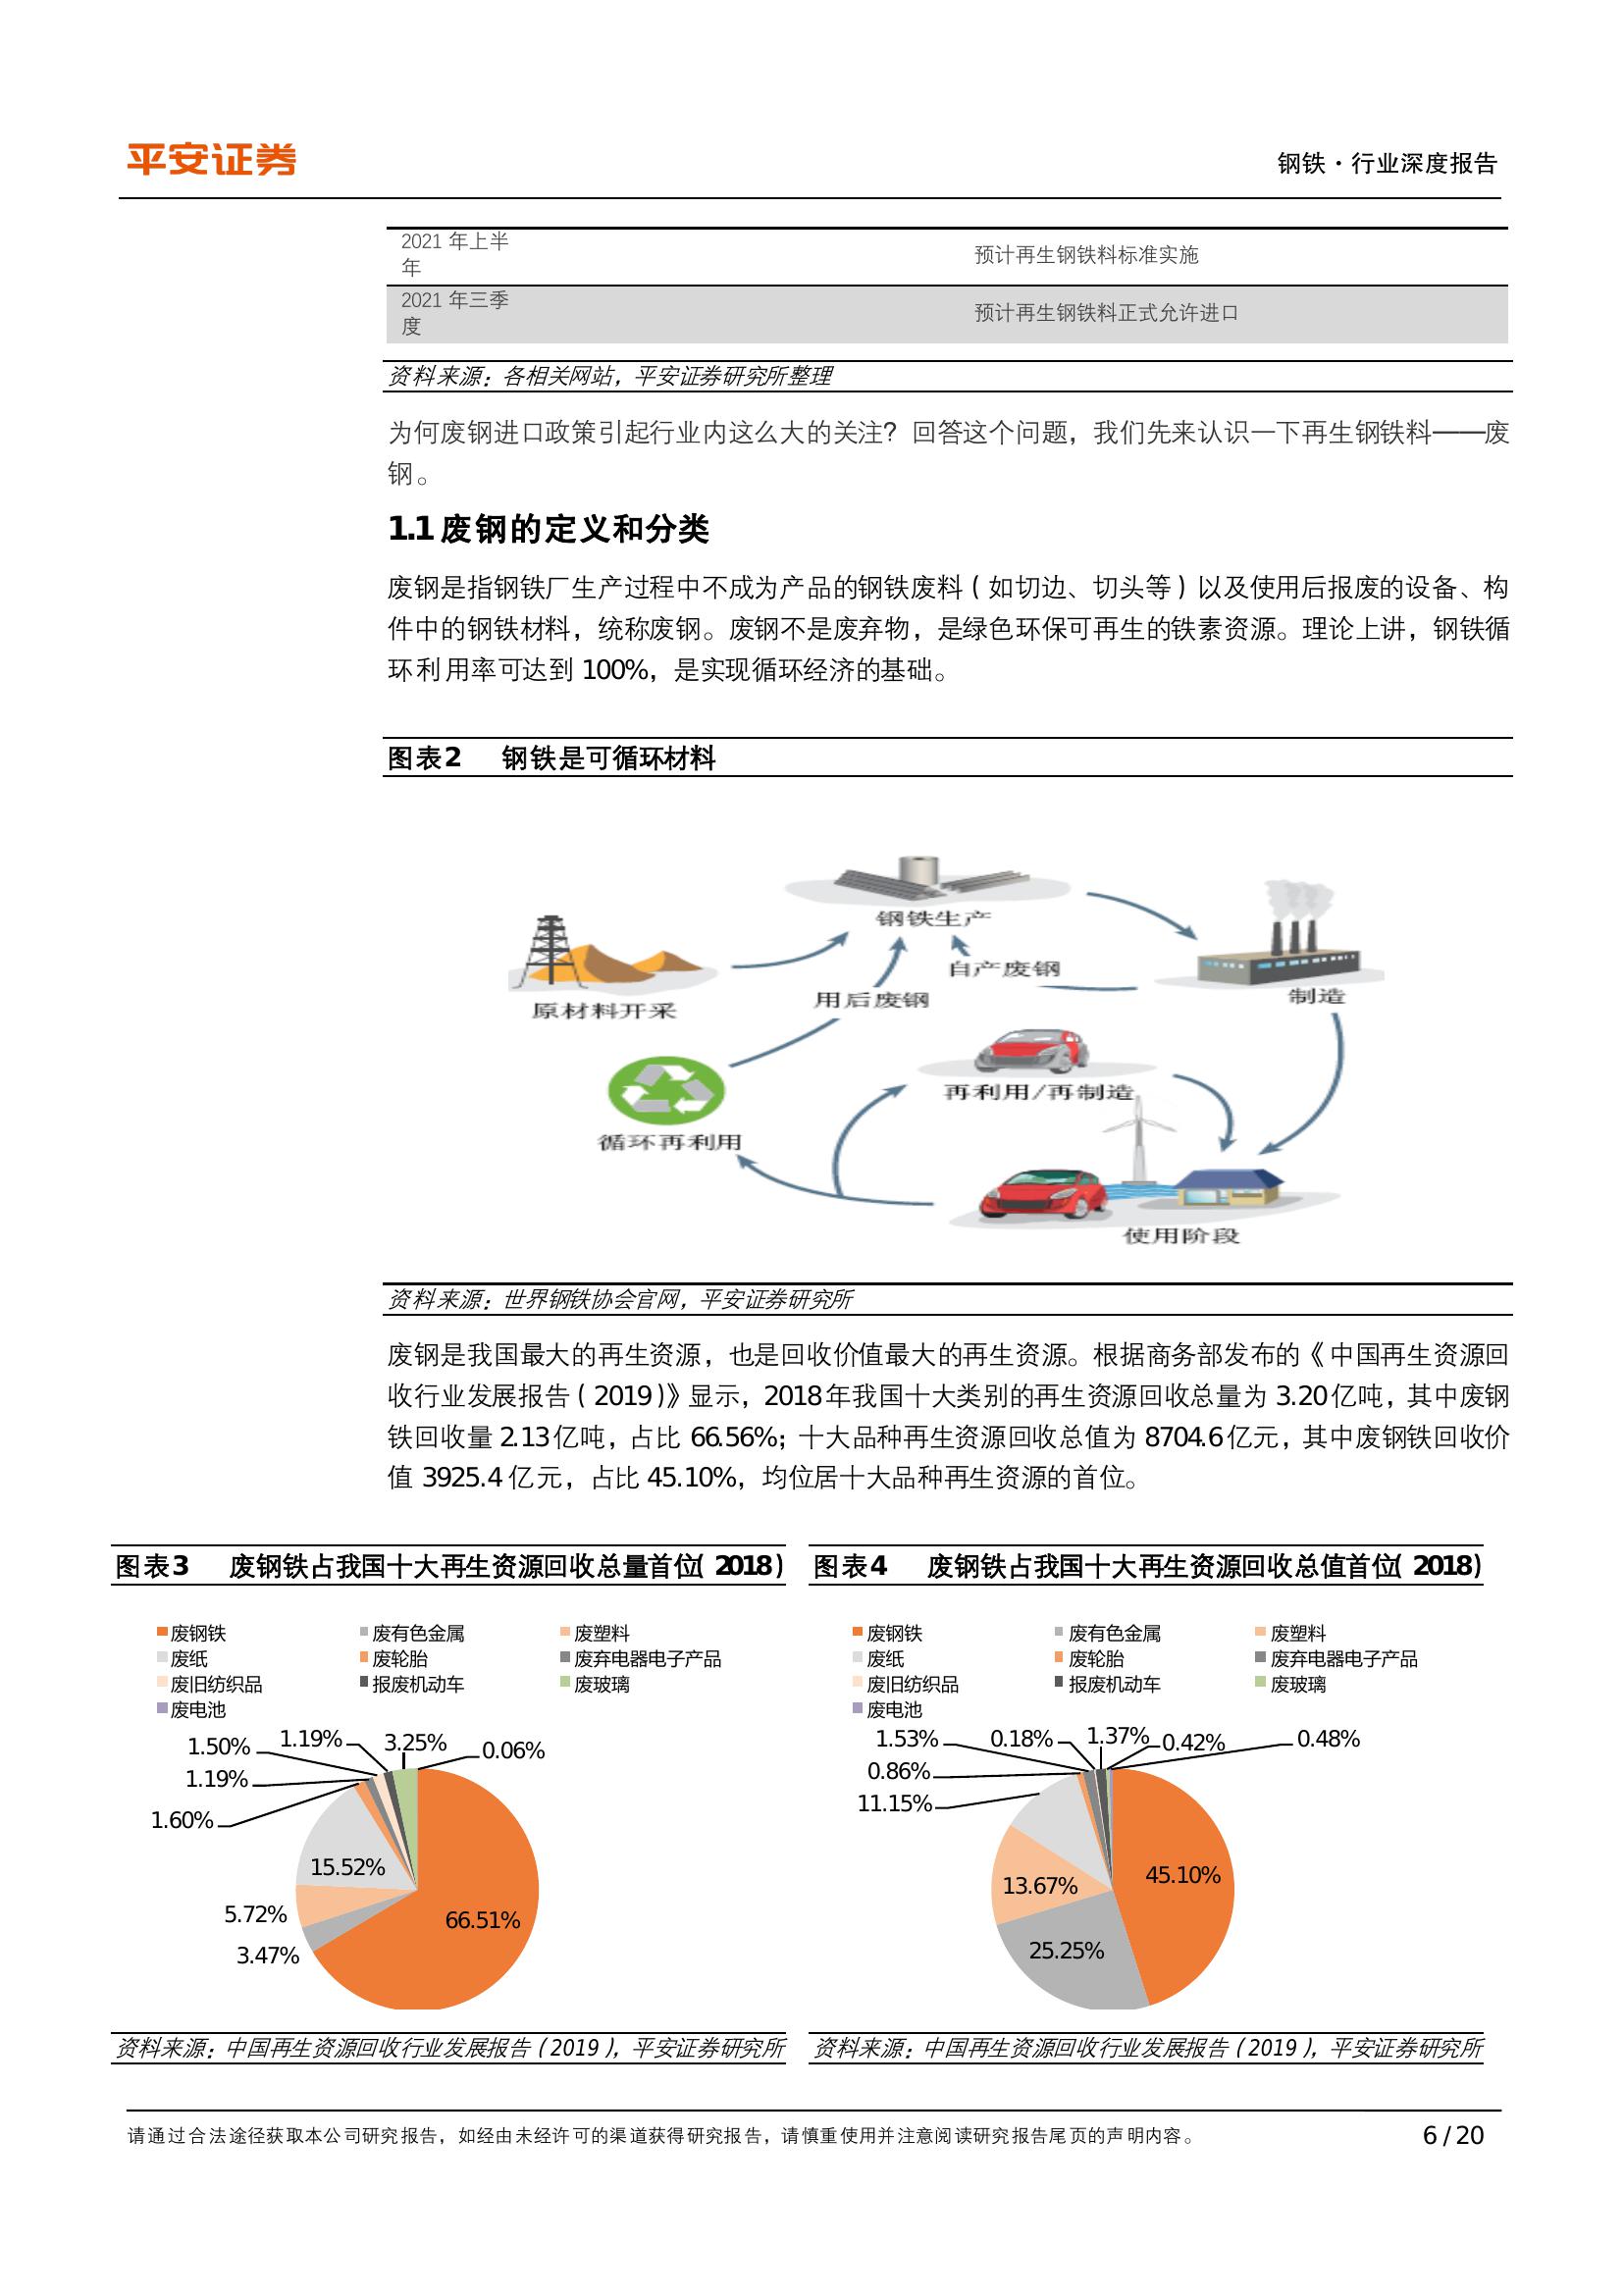 平安证券
钢铁·行业深度报告
2021 年上半
年
预计再生钢铁料标准实施
2021 年三季
度
预计再生钢铁料正式允许进口
资料来源：各相关网站，平安证券研究所整理
为何废钢进口政策引起行业内这么大的关注？回答这个问题，我们先来认识一下再生钢铁料——废
钢。
1.1 废钢的定义和分类
废钢是指钢铁厂生产过程中不成为产品的钢铁废料（如切边、切头等）以及使用后报废的设备、构
件中的钢铁材料，统称废钢。废钢不是废弃物，是绿色环保可再生的铁素资源。理论上讲，钢铁循
环利用率可达到 100%，是实现循环经济的基础。
图表2 钢铁是可循环材料
钢铁生产
自产废钢
用后废钢
原材料开采
制造
再利用/再制造
循环再利用
使用阶段
资料来源：世界钢铁协会官网，平安证券研究所
废钢是我国最大的再生资源，也是回收价值最大的再生资源。根据商务部发布的《中国再生资源回
收行业发展报告（2019）》显示，2018年我国十大类别的再生资源回收总量为 3.20亿吨，其中废钢
铁回收量 2.13亿吨，占比 66.56%；十大品种再生资源回收总值为 8704.6亿元，其中废钢铁回收价
值 3925.4亿元，占比 45.10%，均位居十大品种再生资源的首位。
图表3 废钢铁占我国十大再生资源回收总量首位（2018）
废钢铁 废有色金属 废塑料
废纸 废轮胎 废弃电器电子产品
废旧纺织品 报废机动车 废玻璃
废电池
1.50% 1.19% 3.25% 0.06%
1.19%
1.60%
15.52%
5.72%
66.51%
3.47%
资料来源：中国再生资源回收行业发展报告（2019），平安证券研究所
图表4 废钢铁占我国十大再生资源回收总值首位（2018）
废钢铁 废有色金属 废塑料
废纸 废轮胎 废弃电器电子产品
废旧纺织品 报废机动车 废玻璃
废电池
1.53% 0.18% 1.37% 0.42% 0.48%
0.86%
11.15%
45.10%
13.67%
25.25%
资料来源：中国再生资源回收行业发展报告（2019），平安证券研究所
请通过合法途径获取本公司研究报告，如经由未经许可的渠道获得研究报告，请慎重使用并注意阅读研究报告尾页的声明内容。
6 / 20